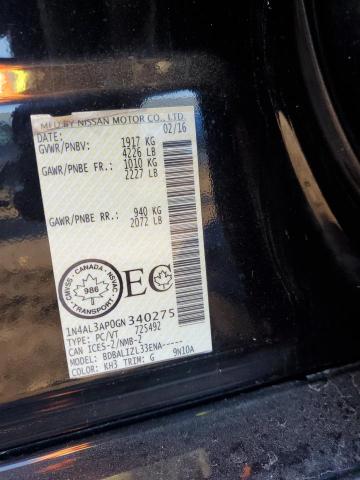 MFD BY NISSAN MOTOR CO., LTD.
DATE: 02/16
GVWR/PNBV: 1917 KG
4226 LB
GAWR/PNBE FR.: 1010 KG
2227 LB
GAWR/PNBE RR.: 940 KG
2072 LB
CANADA
CMVSS NSVAC
986
TRANSPORT
EC
1N4AL3AP0GN340275
TYPE: PC/VT 725492
CAN ICES-2/NMB-2
MODEL: BDBALIZL33ENA-----
COLOR: KH3 TRIM: G 9N10A